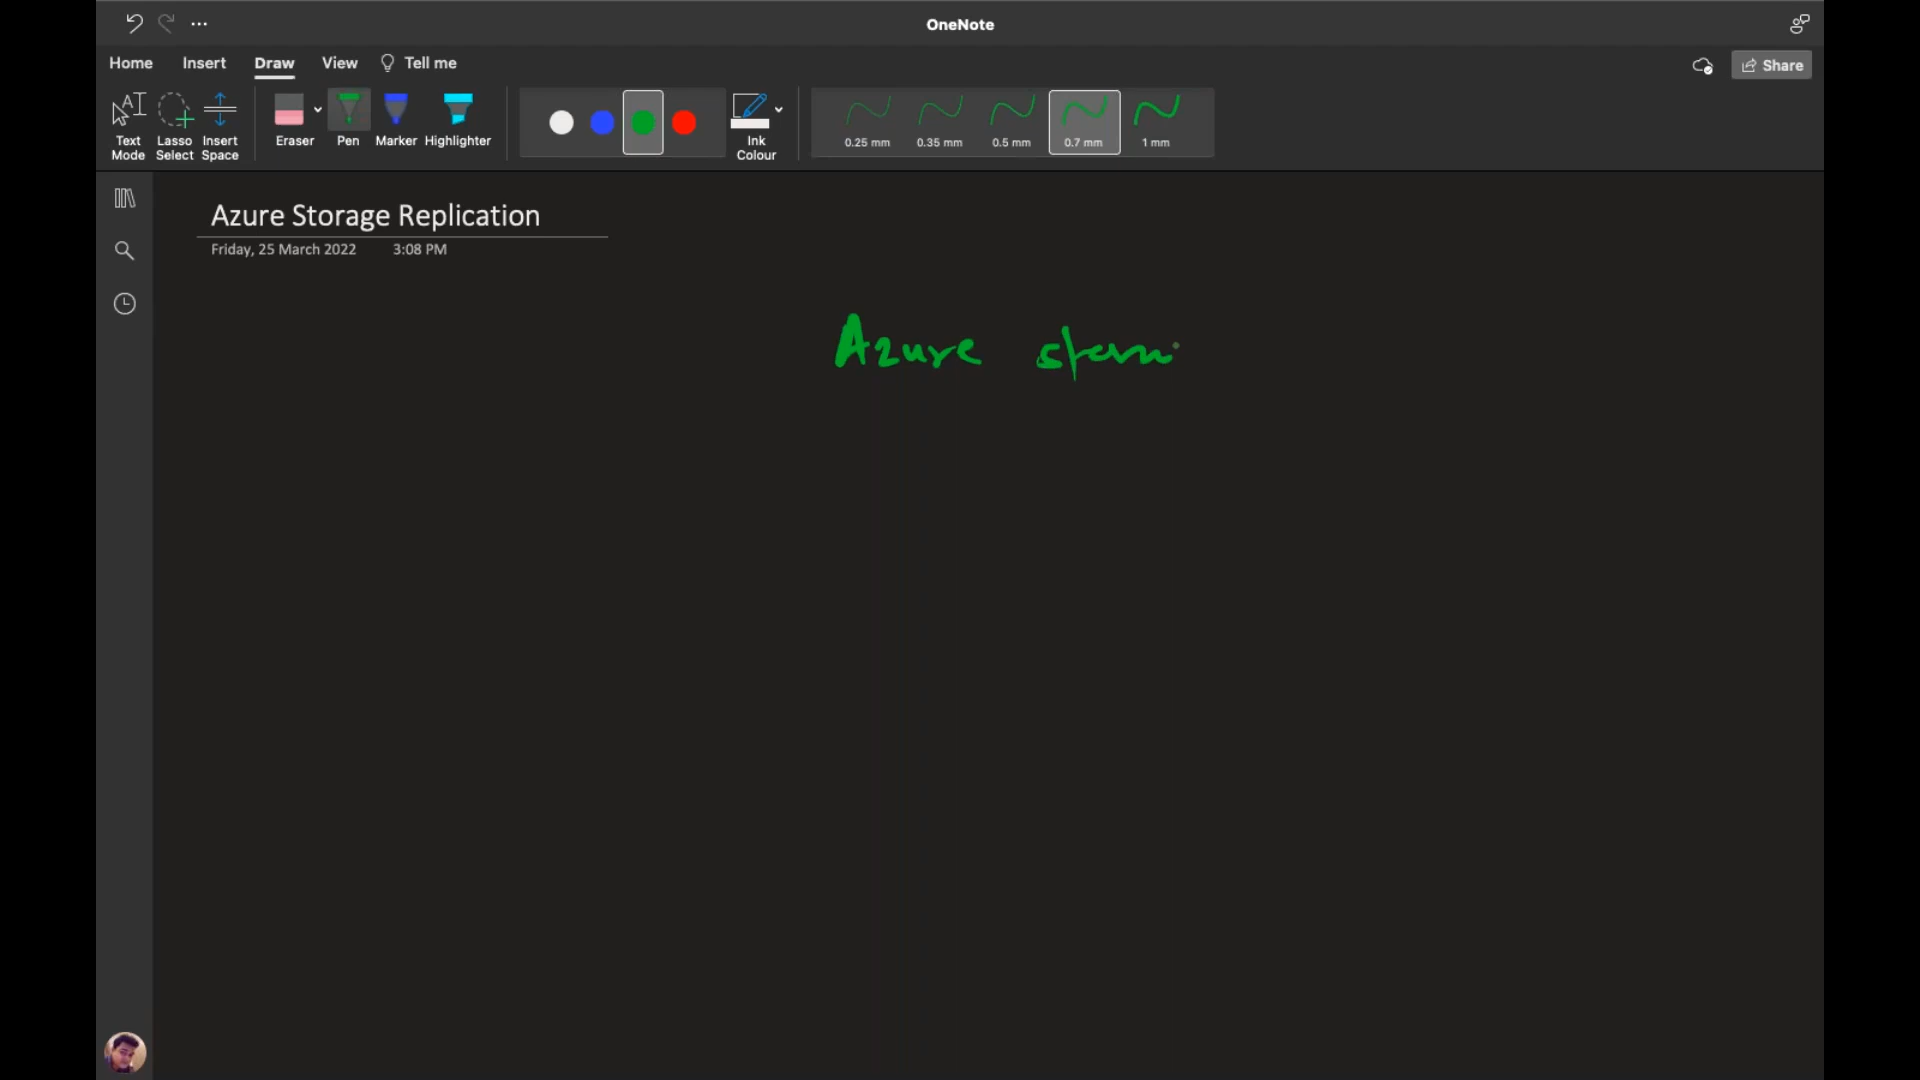 OneNote
Home Insert Draw View Tell me
Share
Text Mode
Lasso Select
Insert Space
Eraser
Pen
Marker
Highlighter
Ink Colour
0.25 mm
0.35 mm
0.5 mm
0.7 mm
1 mm
Azure Storage Replication
Friday, 25 March 2022 3:08 PM
Azure